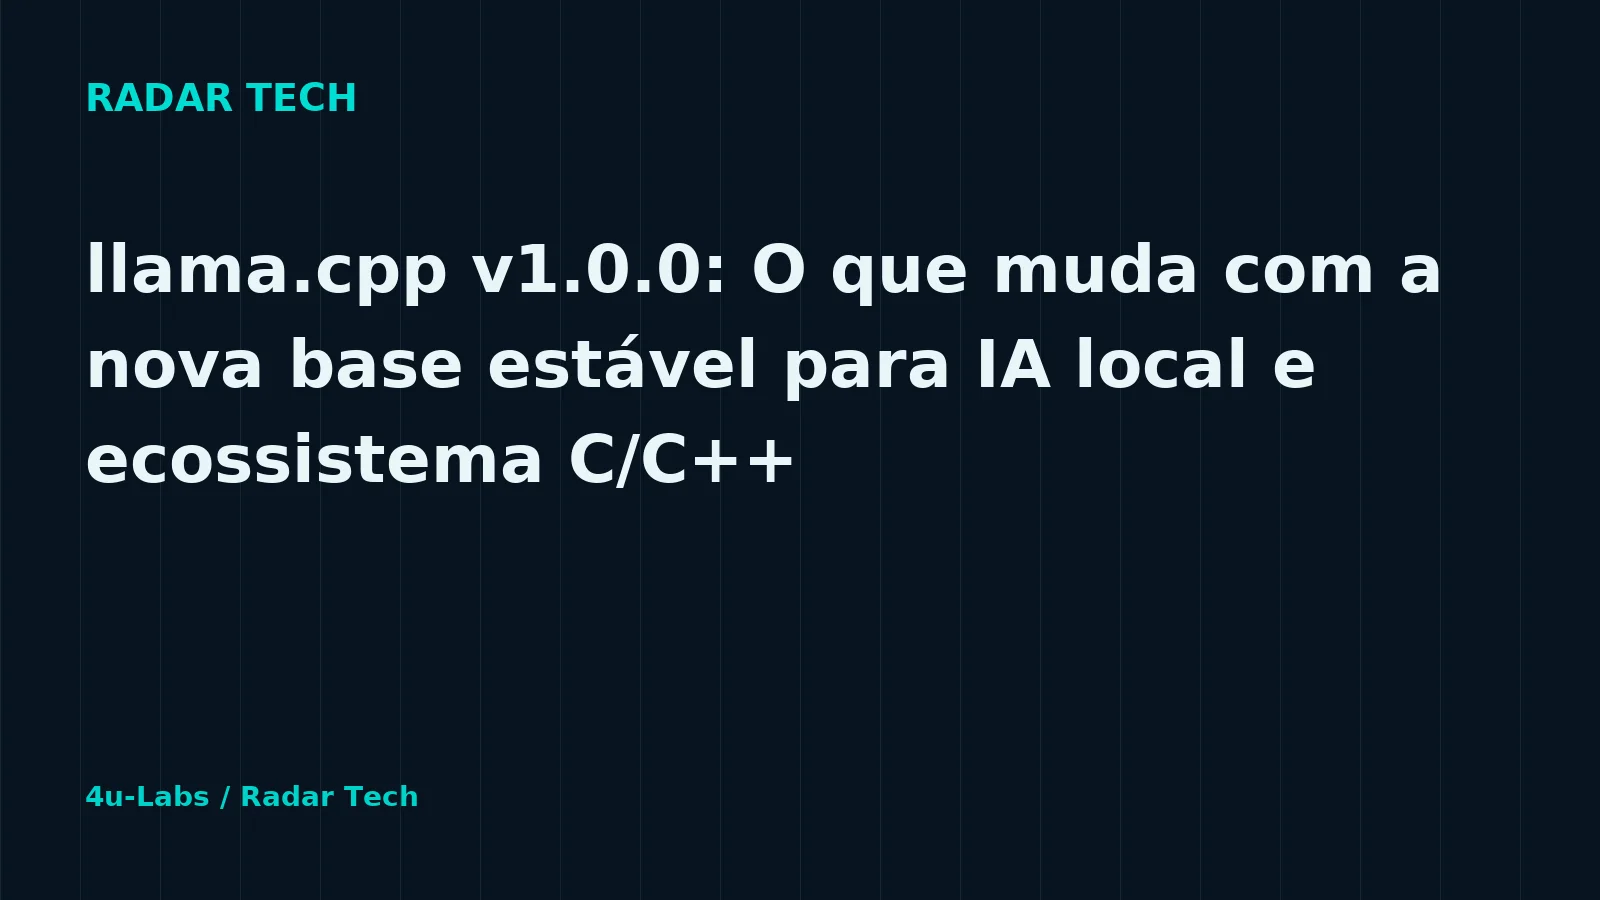 RADAR TECH
llama.cpp v1.0.0: O que muda com a
nova base estável para IA local e
ecossistema C/C++
4u-Labs / Radar Tech